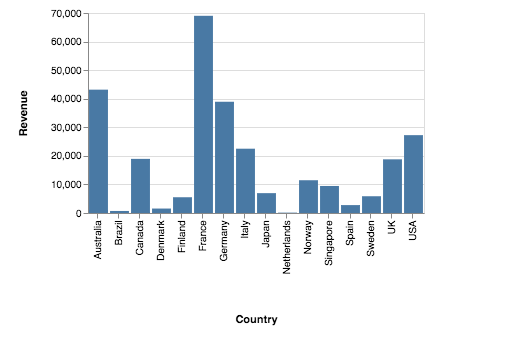 70,000
60,000
50,000
40,000
30,000
20,000
10,000
0
Revenue
Australia
Brazil
Canada
Denmark
Finland
France
Germany
Italy
Japan
Netherlands
Norway
Singapore
Spain
Sweden
UK
USA
Country